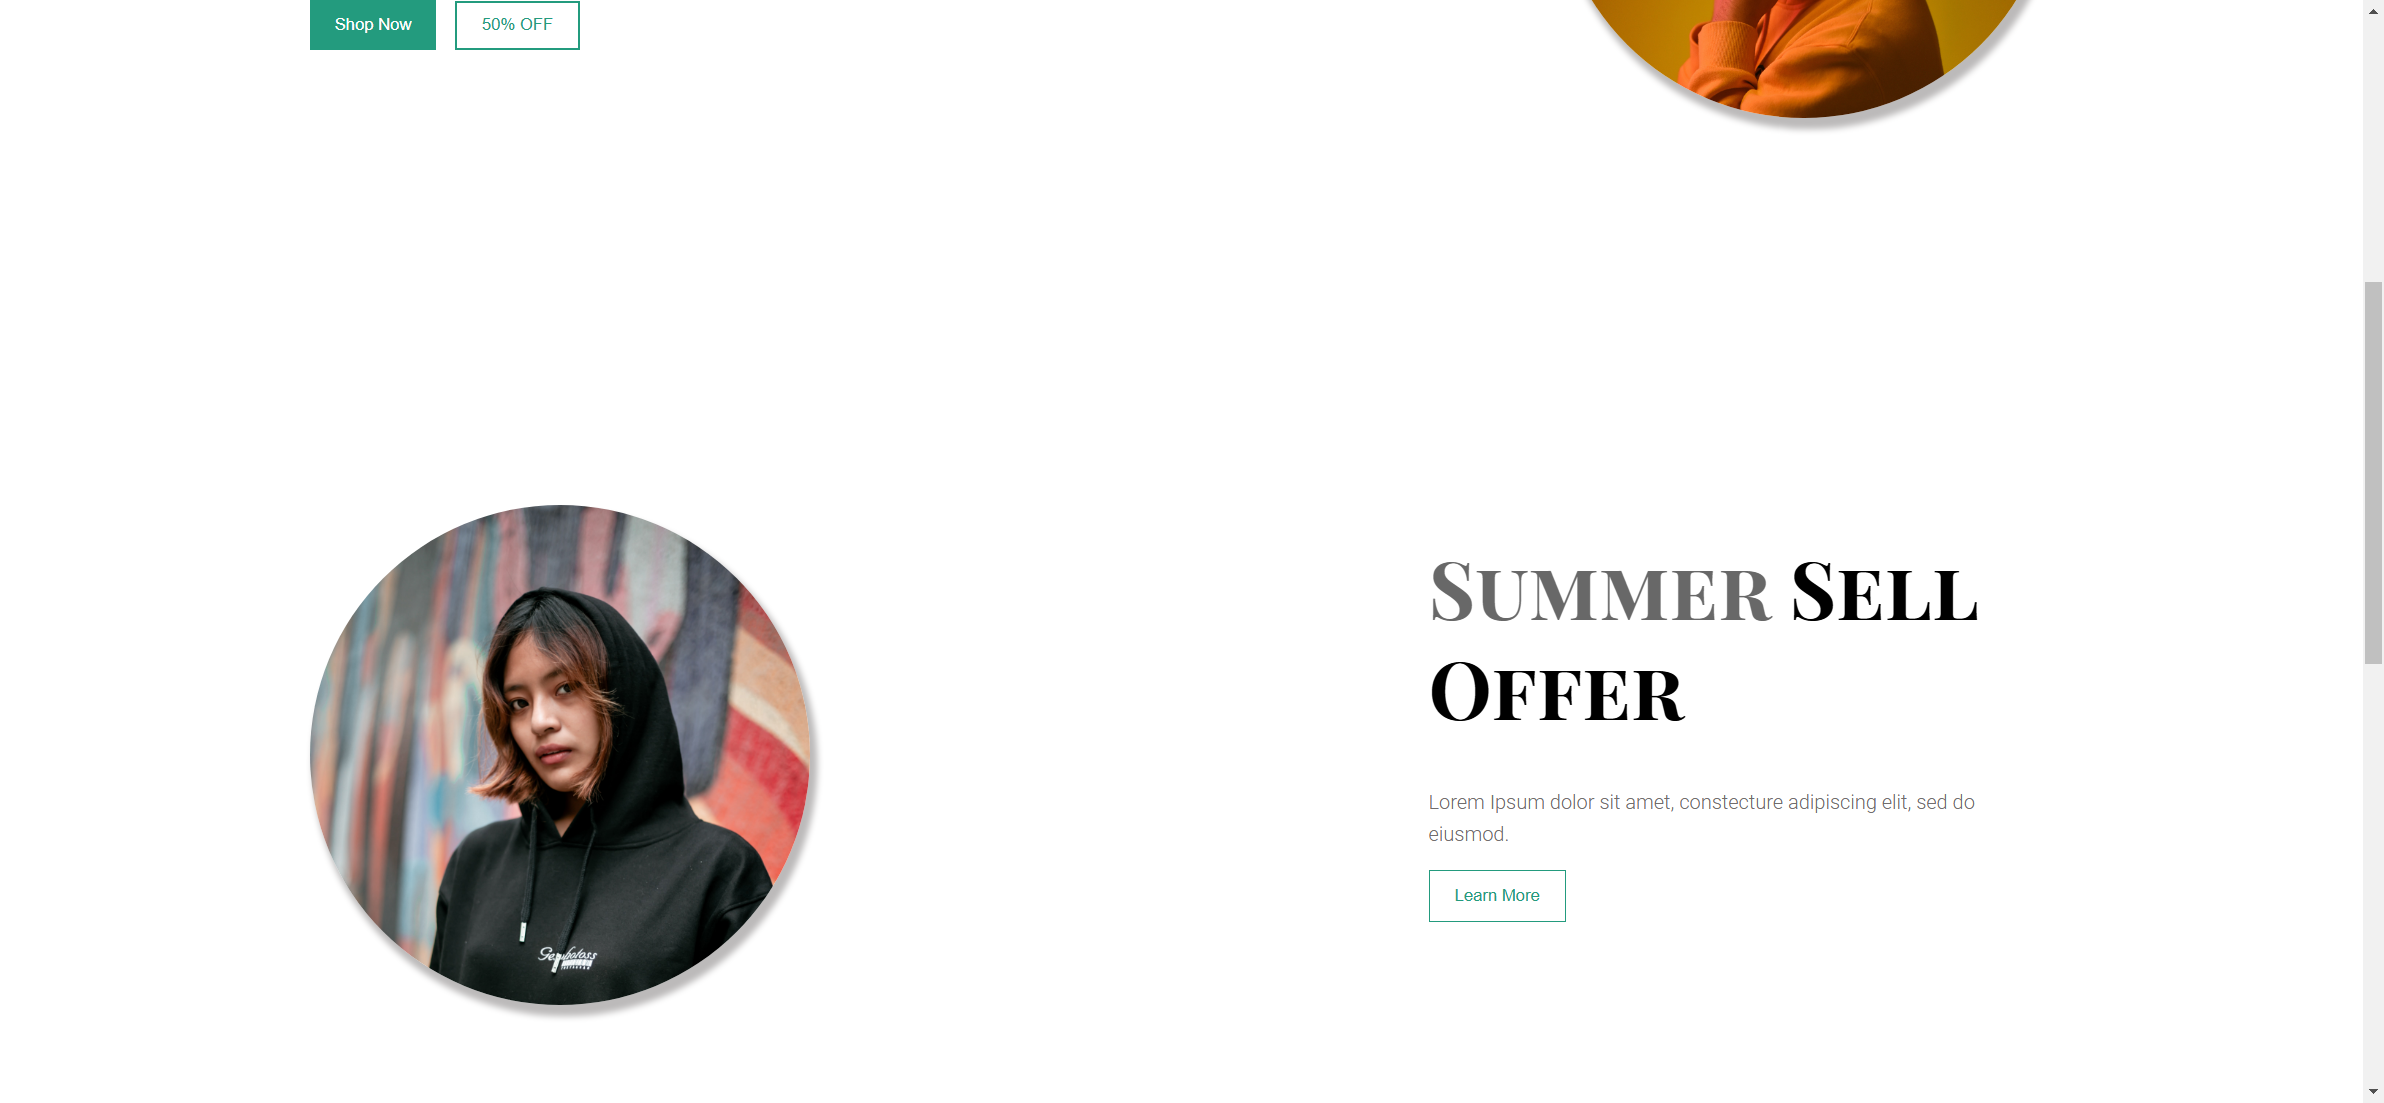 Shop Now
50% OFF
Summer Sell
Offer
Lorem Ipsum dolor sit amet, constecture adipiscing elit, sed do
eiusmod.
Learn More